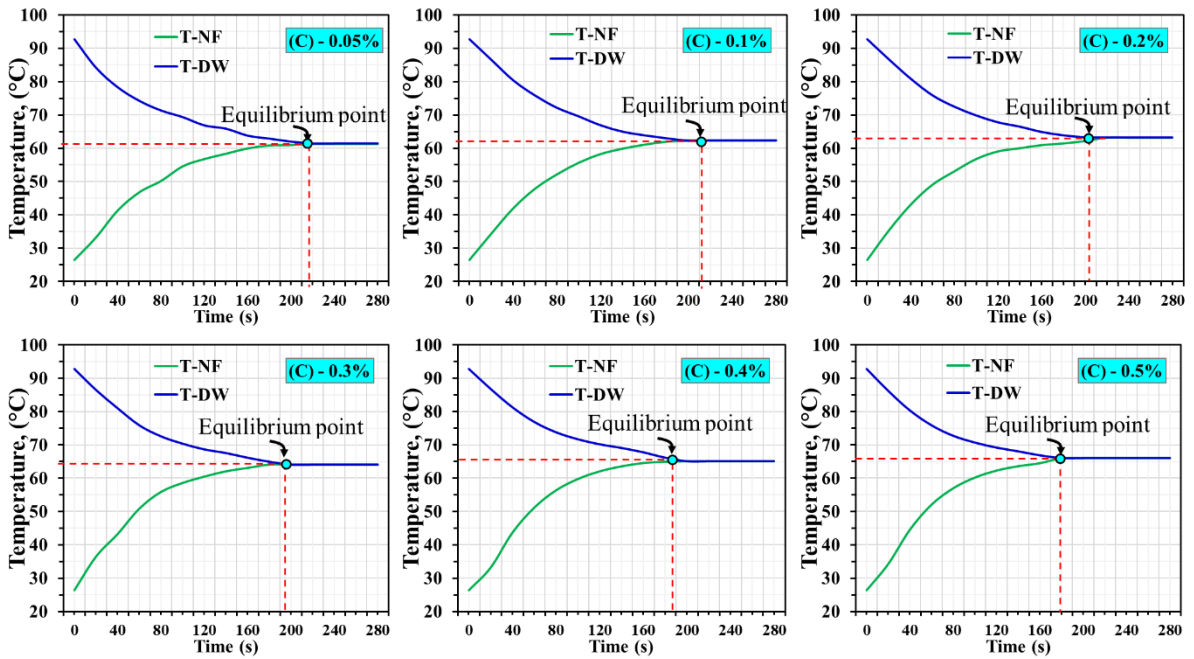 100
90
80
70
60
50
40
30
20
Temperature, (°C)
T-NF
T-DW
(C) - 0.05%
Equilibrium point
0 40 80 120 160 200 240 280
Time (s)
100
90
80
70
60
50
40
30
20
Temperature, (°C)
T-NF
T-DW
(C) - 0.1%
Equilibrium point
0 40 80 120 160 200 240 280
Time (s)
100
90
80
70
60
50
40
30
20
Temperature, (°C)
T-NF
T-DW
(C) - 0.2%
Equilibrium point
0 40 80 120 160 200 240 280
Time (s)
100
90
80
70
60
50
40
30
20
Temperature, (°C)
T-NF
T-DW
(C) - 0.3%
Equilibrium point
0 40 80 120 160 200 240 280
Time (s)
100
90
80
70
60
50
40
30
20
Temperature, (°C)
T-NF
T-DW
(C) - 0.4%
Equilibrium point
0 40 80 120 160 200 240 280
Time (s)
100
90
80
70
60
50
40
30
20
Temperature, (°C)
T-NF
T-DW
(C) - 0.5%
Equilibrium point
0 40 80 120 160 200 240 280
Time (s)